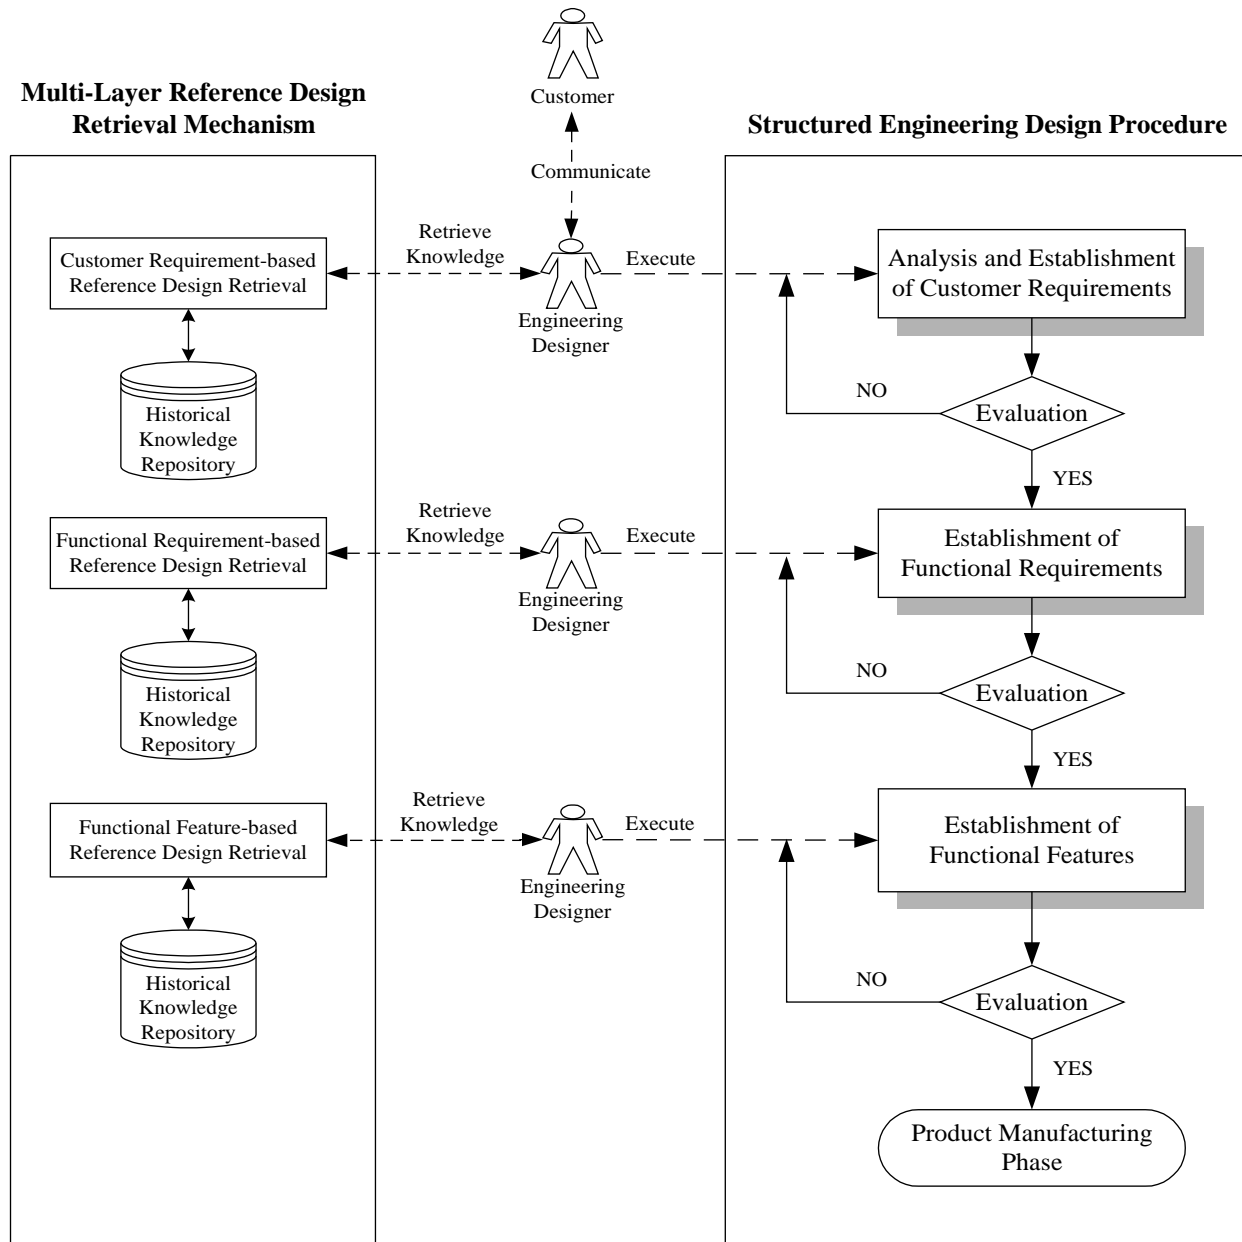 Customer
Multi-Layer Reference Design
Retrieval Mechanism
Structured Engineering Design Procedure
Communicate
Customer Requirement-based
Reference Design Retrieval
Retrieve
Knowledge
Engineering
Designer
Execute
Analysis and Establishment
of Customer Requirements
Historical
Knowledge
Repository
NO
Evaluation
YES
Functional Requirement-based
Reference Design Retrieval
Retrieve
Knowledge
Engineering
Designer
Execute
Establishment of
Functional Requirements
Historical
Knowledge
Repository
NO
Evaluation
YES
Functional Feature-based
Reference Design Retrieval
Retrieve
Knowledge
Engineering
Designer
Execute
Establishment of
Functional Features
Historical
Knowledge
Repository
NO
Evaluation
YES
Product Manufacturing
Phase